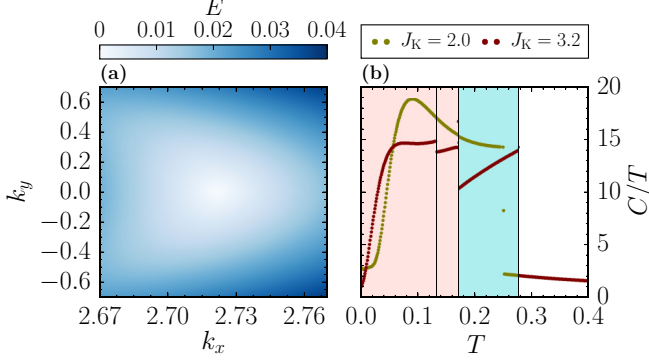 E
0 0.01 0.02 0.03 0.04
J_K = 2.0 J_K = 3.2
(a)
(b)
0.6
0.4
0.2
0.0
−0.2
−0.4
−0.6
k_y
2.67 2.70 2.73 2.76
k_x
20
15
10
5
0
C/T
0.0 0.1 0.2 0.3 0.4
T